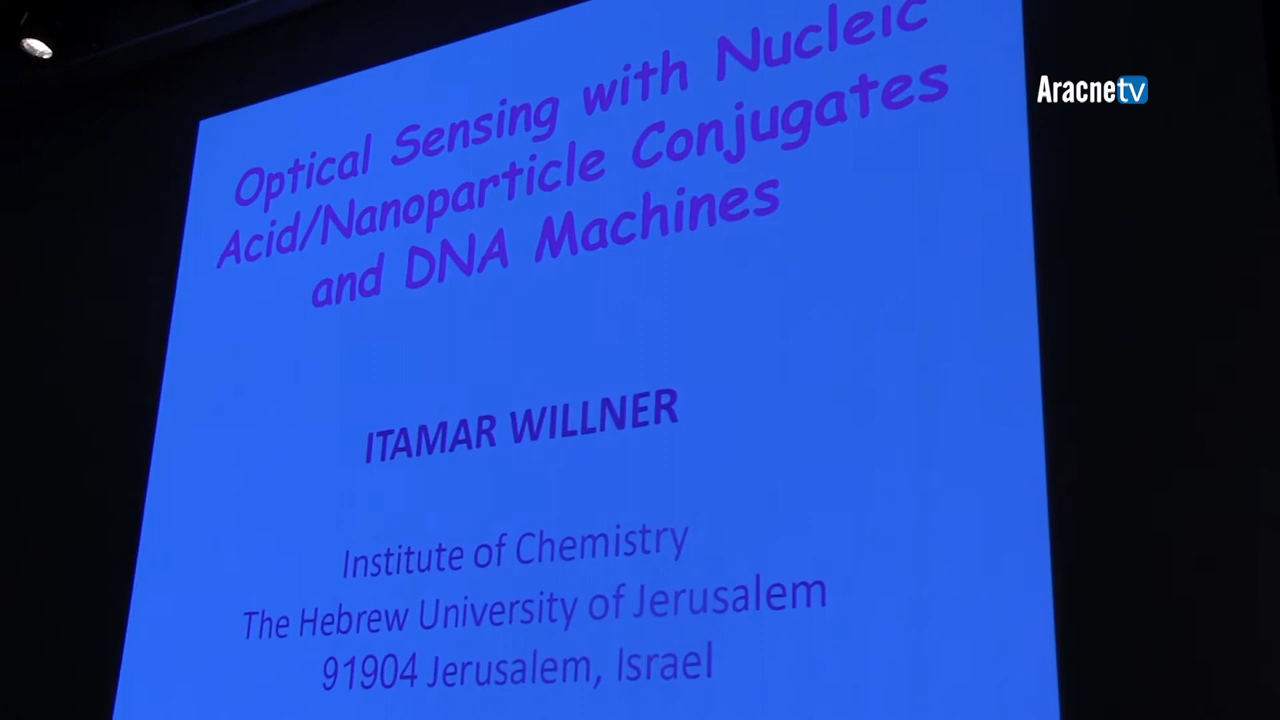 Optical Sensing with Nucleic
Acid/Nanoparticle Conjugates
and DNA Machines
ITAMAR WILLNER
Institute of Chemistry
The Hebrew University of Jerusalem
91904 Jerusalem, Israel
Aracnetv